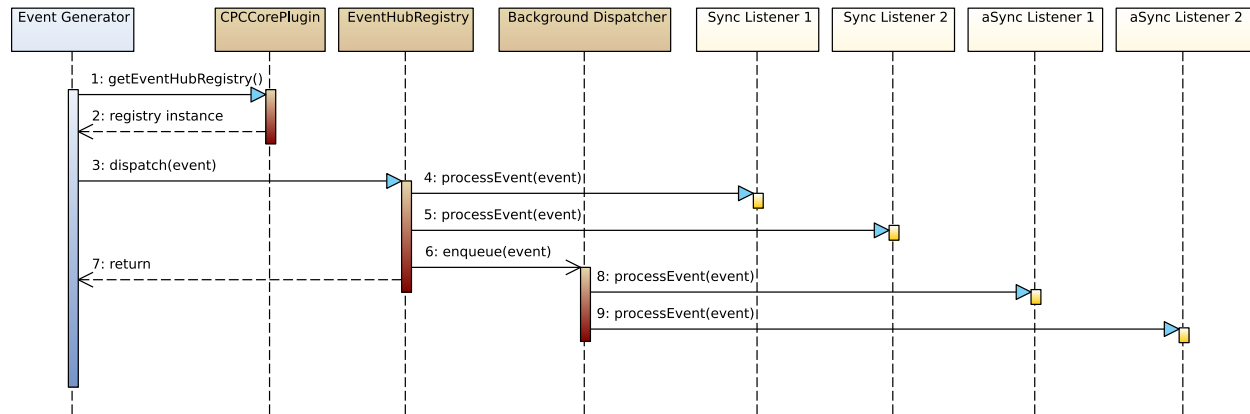 Event Generator
CPCCorePlugin
EventHubRegistry
Background Dispatcher
Sync Listener 1
Sync Listener 2
aSync Listener 1
aSync Listener 2
1: getEventHubRegistry()
2: registry instance
3: dispatch(event)
4: processEvent(event)
5: processEvent(event)
6: enqueue(event)
7: return
8: processEvent(event)
9: processEvent(event)